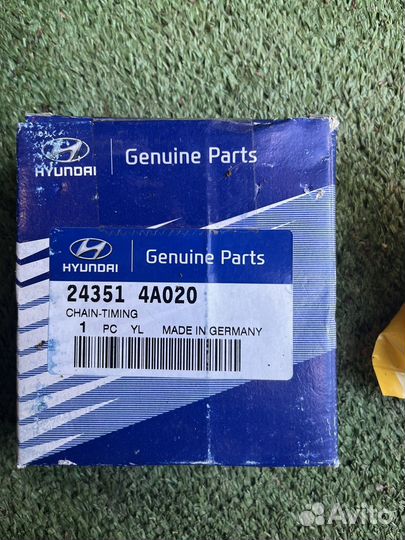 HYUNDAI
Genuine Parts
HYUNDAI
Genuine Parts
24351 4A020
CHAIN-TIMING
1 PC YL MADE IN GERMANY
Avito